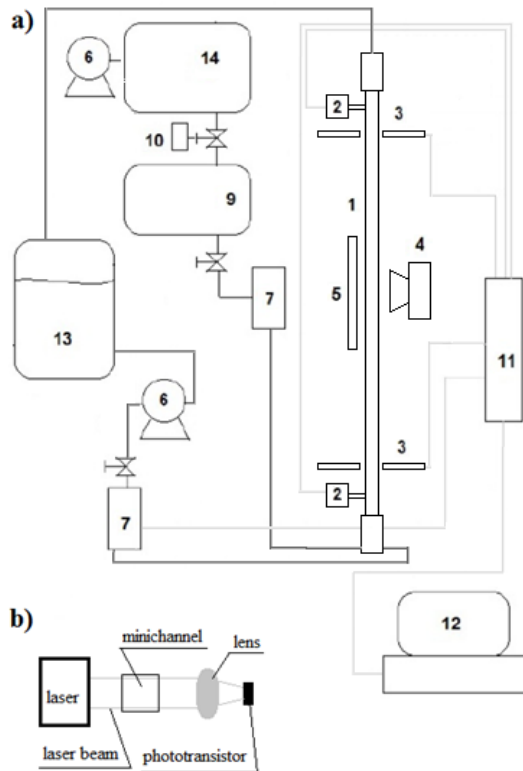 a)
6
14
10
2
3
9
1
4
5
7
13
11
6
3
2
7
12
b)
minichannel
lens
laser
laser beam
phototransistor